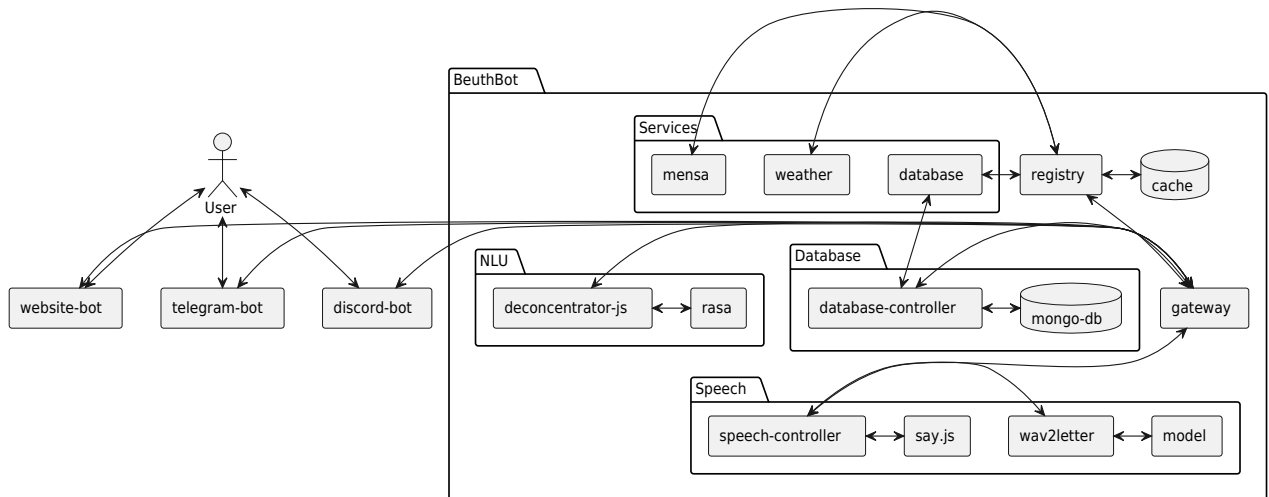 BeuthBot
Services
mensa
weather
database
registry
cache
User
NLU
deconcentrator-js
rasa
Database
database-controller
mongo-db
website-bot
telegram-bot
discord-bot
gateway
Speech
speech-controller
say.js
wav2letter
model